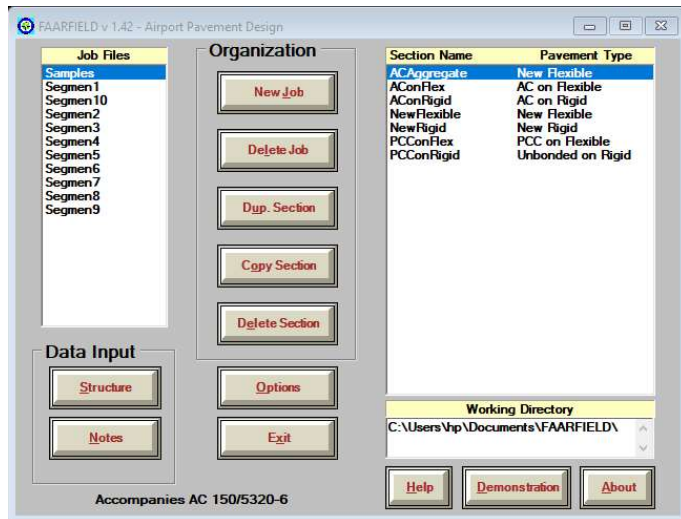 FAARFIELD v 1.42 - Airport Pavement Design
Job Files
Samples
Segmen1
Segmen10
Segmen2
Segmen3
Segmen4
Segmen5
Segmen6
Segmen7
Segmen8
Segmen9
Organization
New Job
Delete Job
Dup. Section
Copy Section
Delete Section
Data Input
Structure
Notes
Options
Exit
Section Name Pavement Type
ACAggregate New Flexible
AConFlex AC on Flexible
AConRigid AC on Rigid
NewFlexible New Flexible
NewRigid New Rigid
PCConFlex PCC on Flexible
PCConRigid Unbonded on Rigid
Working Directory
C:\Users\hp\Documents\FAARFIELD\
Help
Demonstration
About
Accompanies AC 150/5320-6